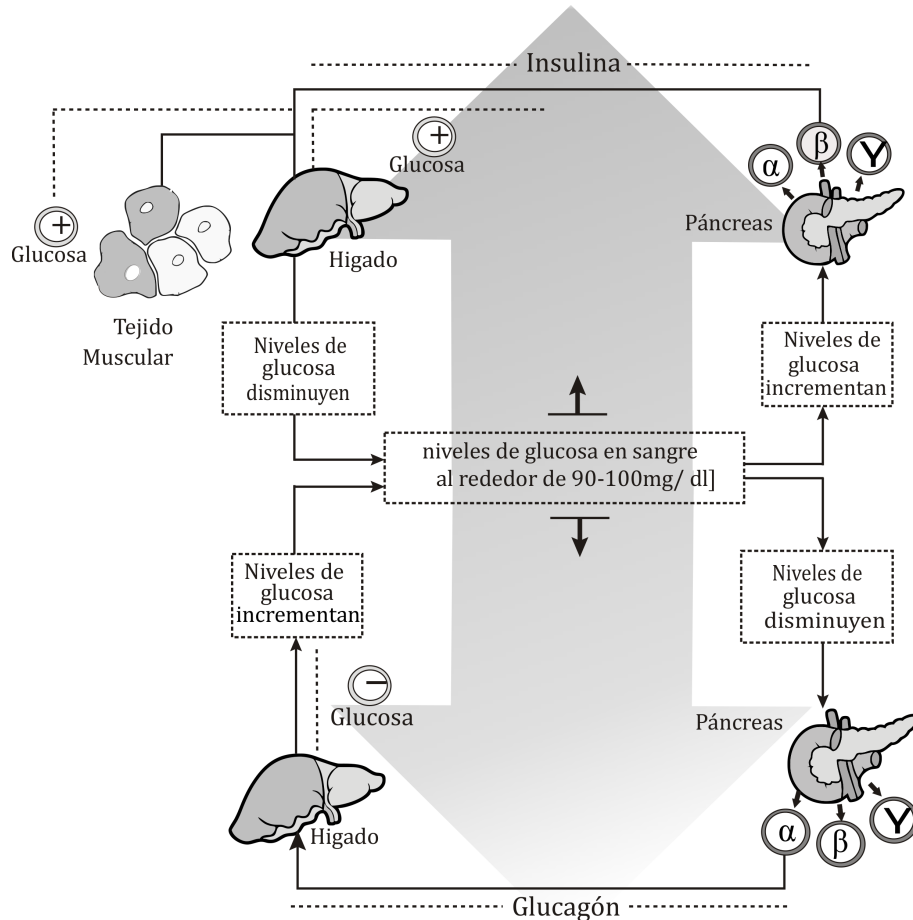 Insulina
+
Glucosa
+
Glucosa
α
β
γ
Páncreas
Higado
Tejido
Muscular
Niveles de
glucosa
disminuyen
Niveles de
glucosa
incrementan
niveles de glucosa en sangre
al rededor de 90-100mg/ dl]
Niveles de
glucosa
incrementan
Niveles de
glucosa
disminuyen
−
Glucosa
Páncreas
Higado
α
β
γ
Glucagón